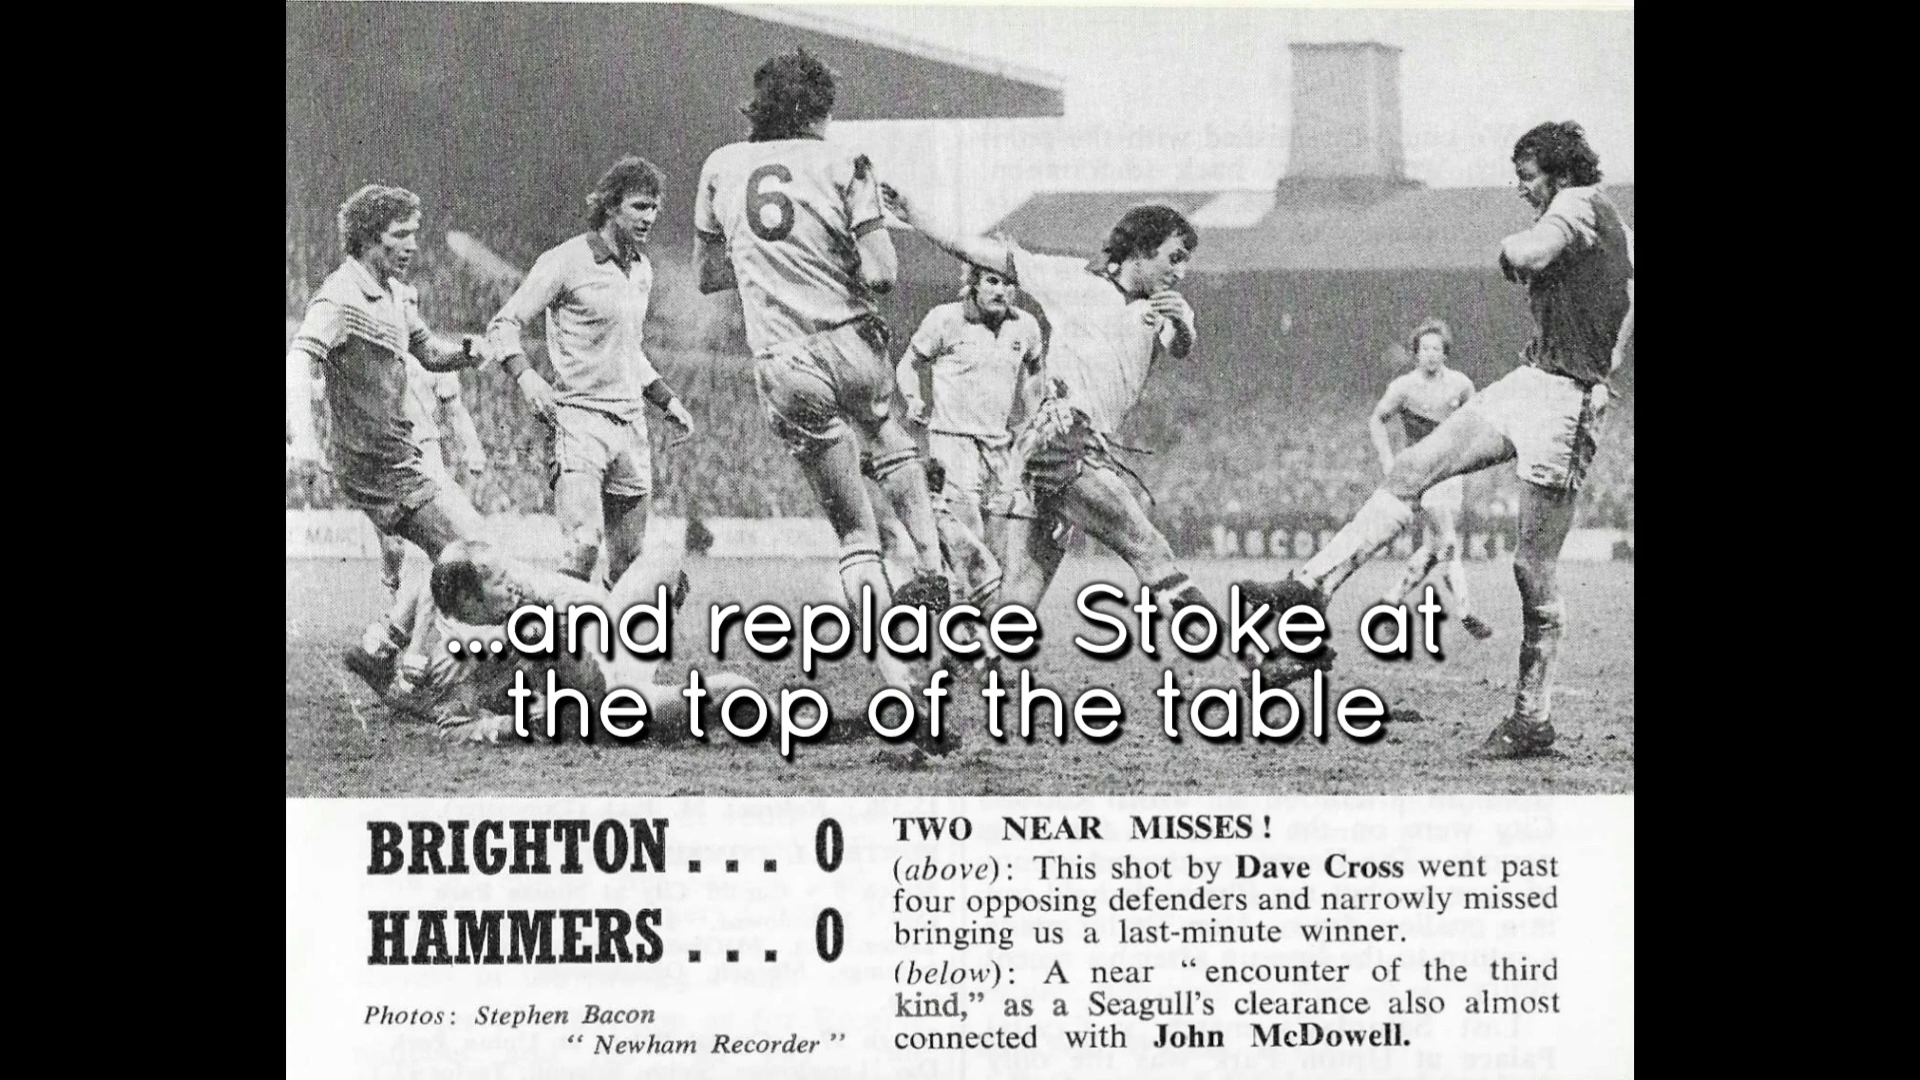 6
...and replace Stoke at
the top of the table
BRIGHTON . . . 0
HAMMERS . . . 0
Photos: Stephen Bacon
“ Newham Recorder ”
TWO NEAR MISSES !
(above): This shot by Dave Cross went past
four opposing defenders and narrowly missed
bringing us a last-minute winner.
(below): A near “ encounter of the third
kind,” as a Seagull’s clearance also almost
connected with John McDowell.